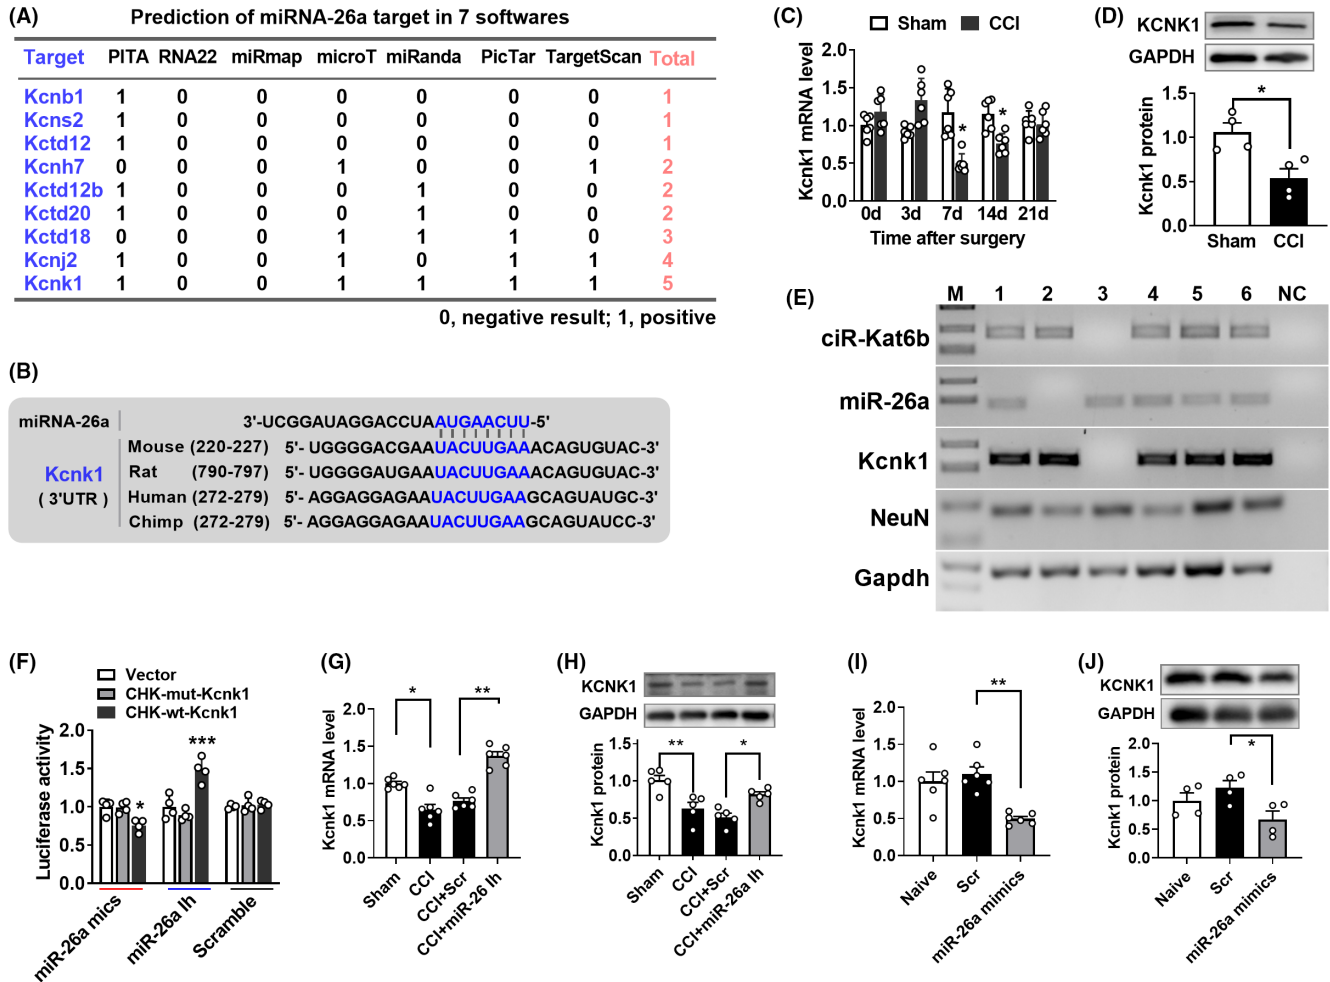 (A)
Prediction of miRNA-26a target in 7 softwares
Target PITA RNA22 miRmap microT miRanda PicTar TargetScan Total
Kcnb1 1 0 0 0 0 0 0 1
Kcns2 1 0 0 0 0 0 0 1
Kctd12 1 0 0 0 0 0 0 1
Kcnh7 0 0 0 1 0 0 1 2
Kctd12b 1 0 0 0 1 0 0 2
Kctd20 1 0 0 0 1 0 0 2
Kctd18 0 0 0 1 1 1 0 3
Kcnj2 1 0 0 1 0 1 1 4
Kcnk1 1 0 0 1 1 1 1 5
0, negative result; 1, positive
(B)
miRNA-26a 3'-UCGGAUAGGACCUAAUGAACUU-5'
Kcnk1
( 3'UTR )
Mouse (220-227) 5'- UGGGGACGAAUACUUGAAACAGUGUAC-3'
Rat (790-797) 5'- UGGGGAUGAAUACUUGAAACAGUGUAC-3'
Human (272-279) 5'- AGGAGGAGAAUACUUGAAGCAGUAUGC-3'
Chimp (272-279) 5'- AGGAGGAGAAUACUUGAAGCAGUAUCC-3'
(C)
Sham CCI
Kcnk1 mRNA level
2.0
1.5
1.0
0.5
0.0
* *
0d 3d 7d 14d 21d
Time after surgery
(D)
KCNK1
GAPDH
Kcnk1 protein
1.5
1.0
0.5
0.0
*
Sham CCI
(E)
M 1 2 3 4 5 6 NC
ciR-Kat6b
miR-26a
Kcnk1
NeuN
Gapdh
(F)
Vector
CHK-mut-Kcnk1
CHK-wt-Kcnk1
Luciferase activity
2.0
1.5
1.0
0.5
0.0
* ***
miR-26a mics
miR-26a Ih
Scramble
(G)
Kcnk1 mRNA level
2.0
1.5
1.0
0.5
0.0
* **
Sham
CCI
CCI+Scr
CCI+miR-26 Ih
(H)
KCNK1
GAPDH
Kcnk1 protein
1.5
1.0
0.5
0.0
** *
Sham
CCI
CCI+Scr
CCI+miR-26a Ih
(I)
Kcnk1 mRNA level
2.0
1.5
1.0
0.5
0.0
**
Naive
Scr
miR-26a mimics
(J)
KCNK1
GAPDH
Kcnk1 protein
2.0
1.5
1.0
0.5
0.0
*
Naive
Scr
miR-26a mimics